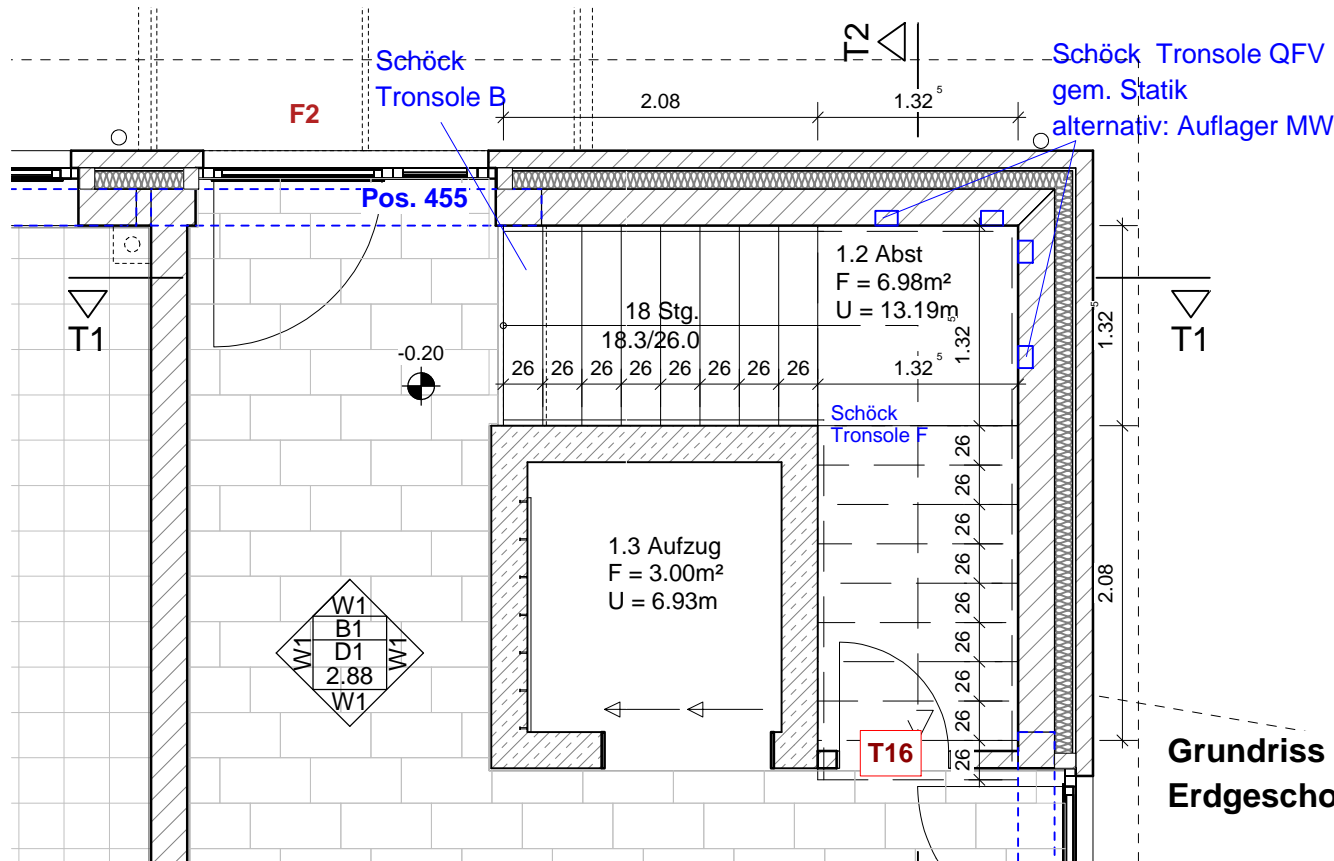 T2
Schöck
Tronsole B
Schöck Tronsole QFV
gem. Statik
alternativ: Auflager MW
F2
2.08
1.32 5
Pos. 455
1.2 Abst
F = 6.98m²
U = 13.19m
18 Stg.
18.3/26.0
T1
T1
-0.20
26 26 26 26 26 26 26 26
1.32 5
1.32 5
1.32 5
Schöck
Tronsole F
26
26
26
26
26
26
26
26
26
2.08
1.3 Aufzug
F = 3.00m²
U = 6.93m
W1
B1
D1
2.88
W1
W1
W1
T16
Grundriss
Erdgescho